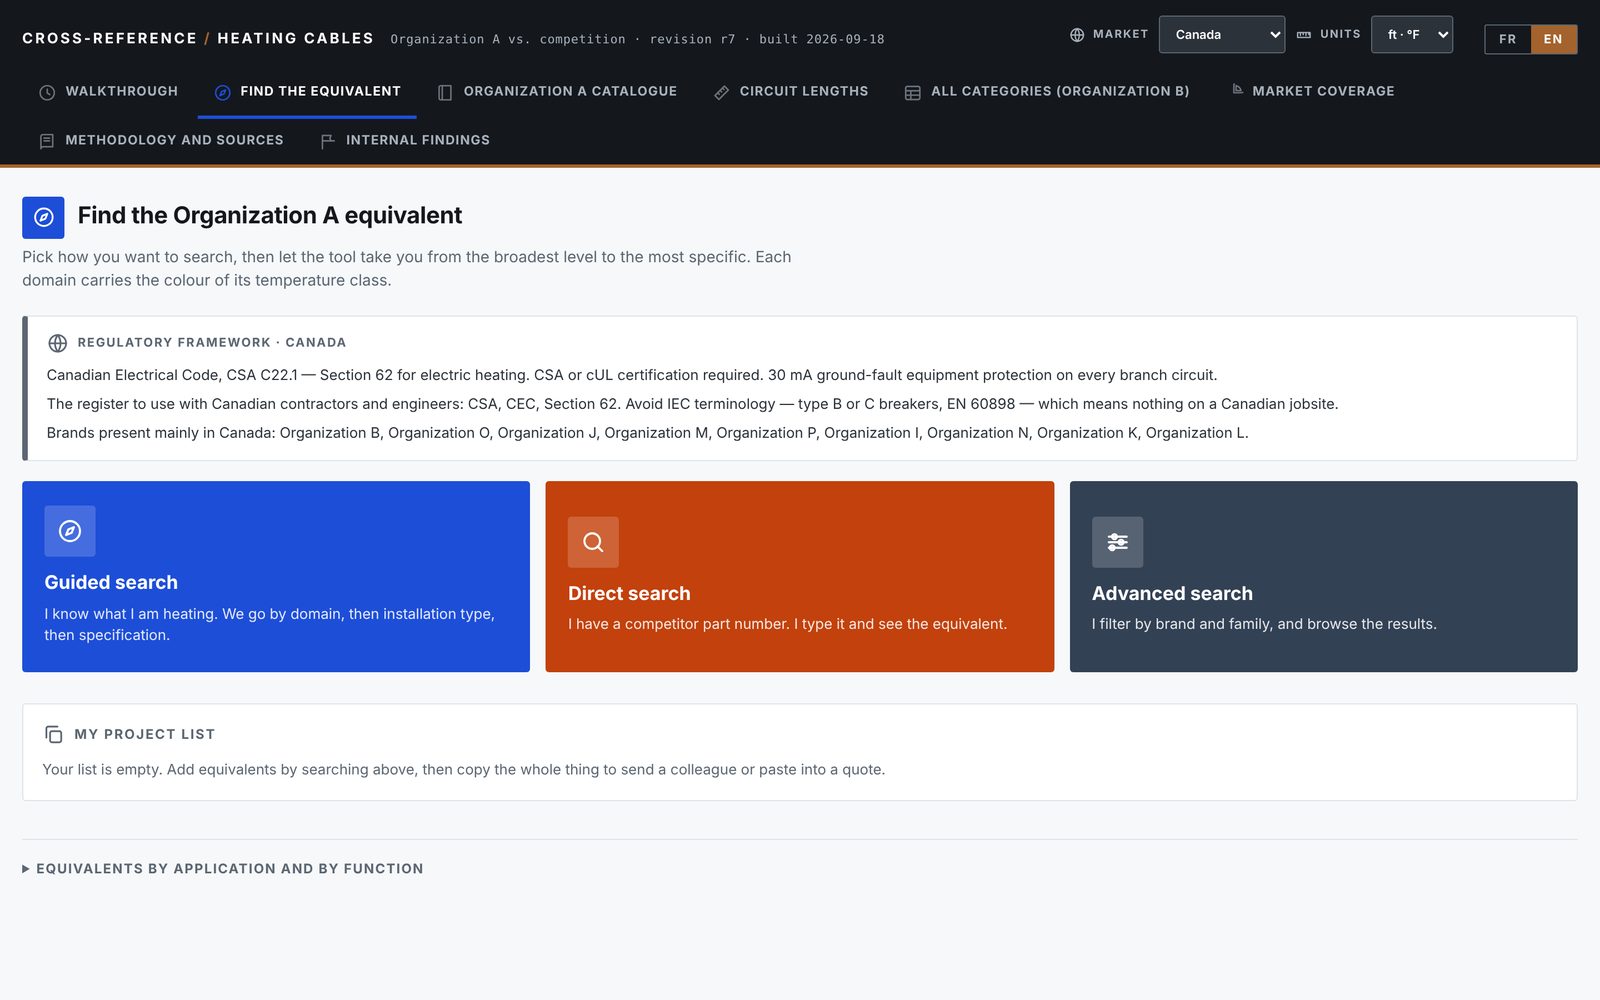 CROSS-REFERENCE / HEATING CABLES Organization A vs. competition · revision r7 · built 2026-09-18 MARKET Canada UNITS ft · °F FR EN
WALKTHROUGH FIND THE EQUIVALENT ORGANIZATION A CATALOGUE CIRCUIT LENGTHS ALL CATEGORIES (ORGANIZATION B) MARKET COVERAGE
METHODOLOGY AND SOURCES INTERNAL FINDINGS
Find the Organization A equivalent
Pick how you want to search, then let the tool take you from the broadest level to the most specific. Each
domain carries the colour of its temperature class.
REGULATORY FRAMEWORK · CANADA
Canadian Electrical Code, CSA C22.1 — Section 62 for electric heating. CSA or cUL certification required. 30 mA ground-fault equipment protection on every branch circuit.
The register to use with Canadian contractors and engineers: CSA, CEC, Section 62. Avoid IEC terminology — type B or C breakers, EN 60898 — which means nothing on a Canadian jobsite.
Brands present mainly in Canada: Organization B, Organization O, Organization J, Organization M, Organization P, Organization I, Organization N, Organization K, Organization L.
Guided search
I know what I am heating. We go by domain, then installation type,
then specification.
Direct search
I have a competitor part number. I type it and see the equivalent.
Advanced search
I filter by brand and family, and browse the results.
MY PROJECT LIST
Your list is empty. Add equivalents by searching above, then copy the whole thing to send a colleague or paste into a quote.
EQUIVALENTS BY APPLICATION AND BY FUNCTION